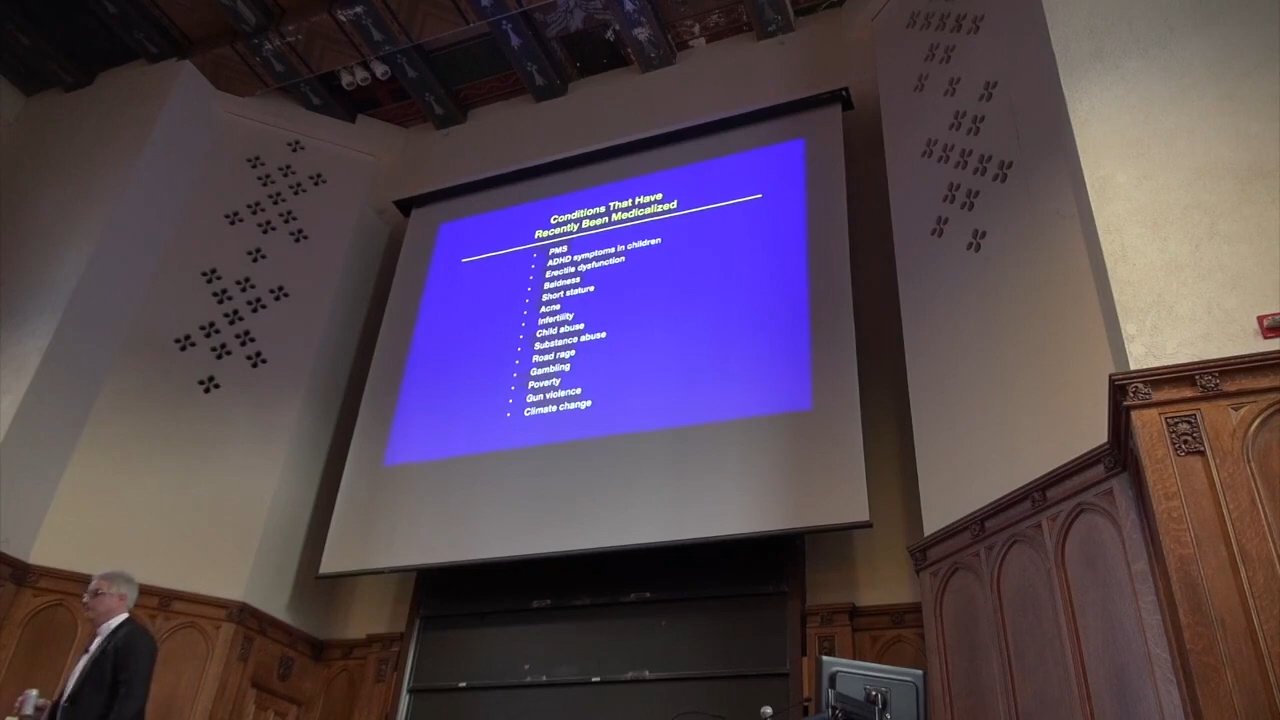 Conditions That Have
Recently Been Medicalized
• PMS
• ADHD symptoms in children
• Erectile dysfunction
• Baldness
• Short stature
• Acne
• Infertility
• Child abuse
• Substance abuse
• Road rage
• Gambling
• Poverty
• Gun violence
• Climate change